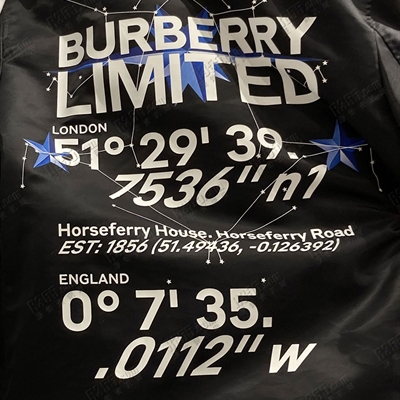 BURBERRY
LIMITED
LONDON
51° 29' 39.
7536" n1
Horseferry House. Horseferry Road
EST: 1856 (51.49436, -0.126392)
ENGLAND
0° 7' 35.
.0112" w